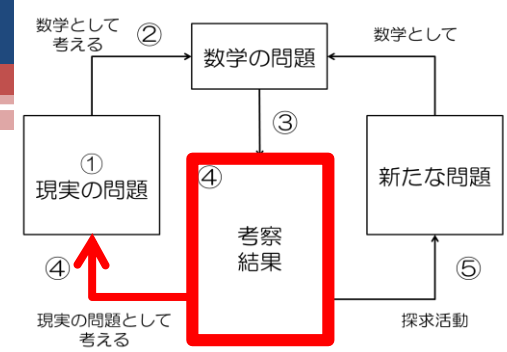 数学として
考える
②
数学の問題
数学として
③
①
現実の問題
④
考察
結果
新たな問題
④
現実の問題として
考える
⑤
探求活動